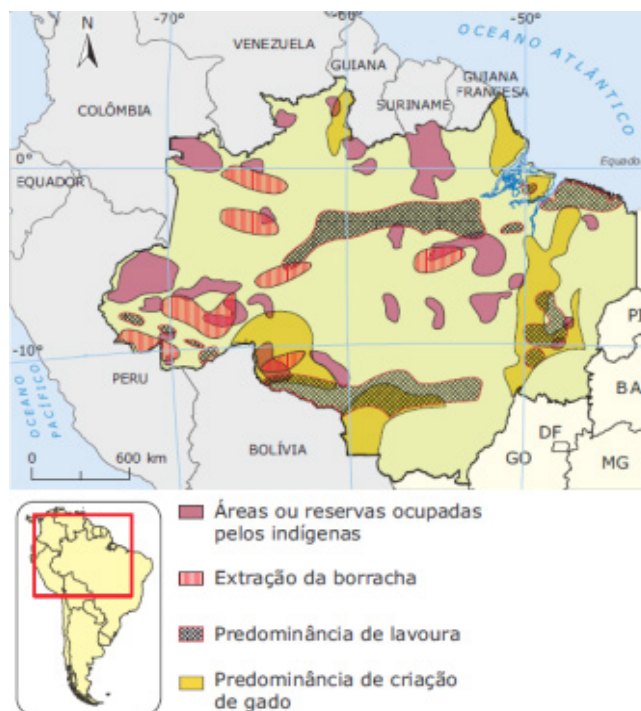 -70°
-60°
-50°
N
OCEANO ATLÂNTICO
VENEZUELA
GUIANA
GUIANA
FRANCESA
SURINAME
COLÔMBIA
0°
Equador
EQUADOR
-10°
PERU
PI
BA
OCEANO
PACÍFICO
BOLÍVIA
DF
GO
MG
0
600 km
Áreas ou reservas ocupadas
pelos indígenas
Extração da borracha
Predominância de lavoura
Predominância de criação
de gado